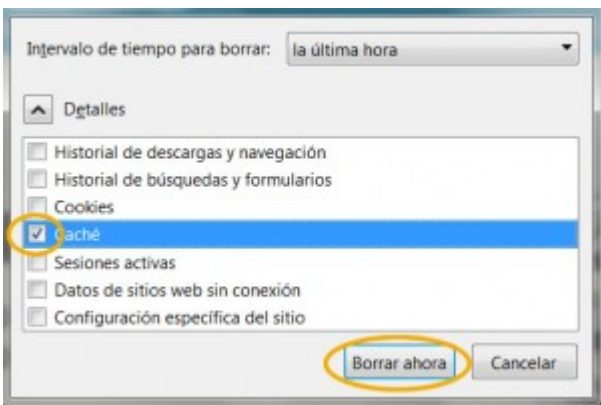 Intervalo de tiempo para borrar: la última hora
Detalles
Historial de descargas y navegación
Historial de búsquedas y formularios
Cookies
Caché
Sesiones activas
Datos de sitios web sin conexión
Configuración específica del sitio
Borrar ahora Cancelar